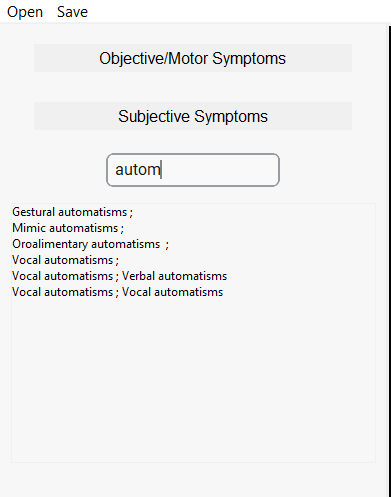 Open Save
Objective/Motor Symptoms
Subjective Symptoms
autom
Gestural automatisms ;
Mimic automatisms ;
Oroalimentary automatisms  ;
Vocal automatisms ;
Vocal automatisms ; Verbal automatisms
Vocal automatisms ; Vocal automatisms